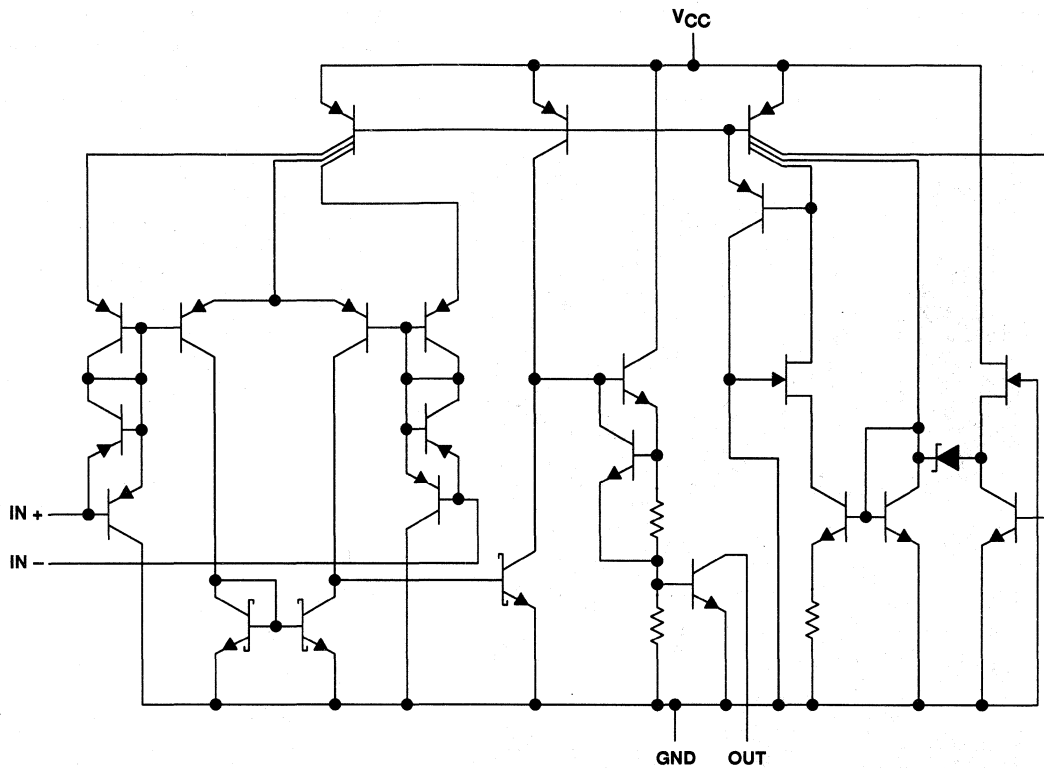 VCC
IN +
IN –
GND
OUT